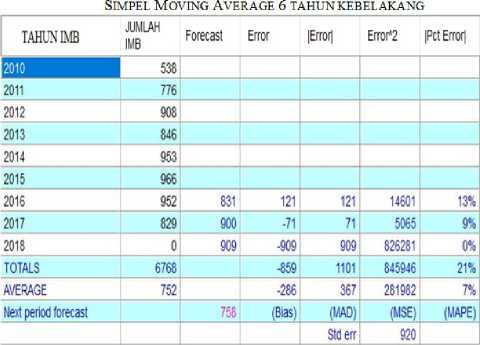 SIMPEL MOVING AVERAGE 6 TAHUN KEBELAKANG
TAHUN IMB JUMLAH IMB Forecast Error |Error| Error^2 |Pct Error|
2010 538
2011 776
2012 908
2013 846
2014 953
2015 966
2016 952 831 121 121 14601 13%
2017 829 900 -71 71 5065 9%
2018 0 909 -909 909 826281 0%
TOTALS 6768 -859 1101 845946 21%
AVERAGE 752 -286 367 281982 7%
Next period forecast 758 (Bias) (MAD) (MSE) (MAPE)
Std err 920